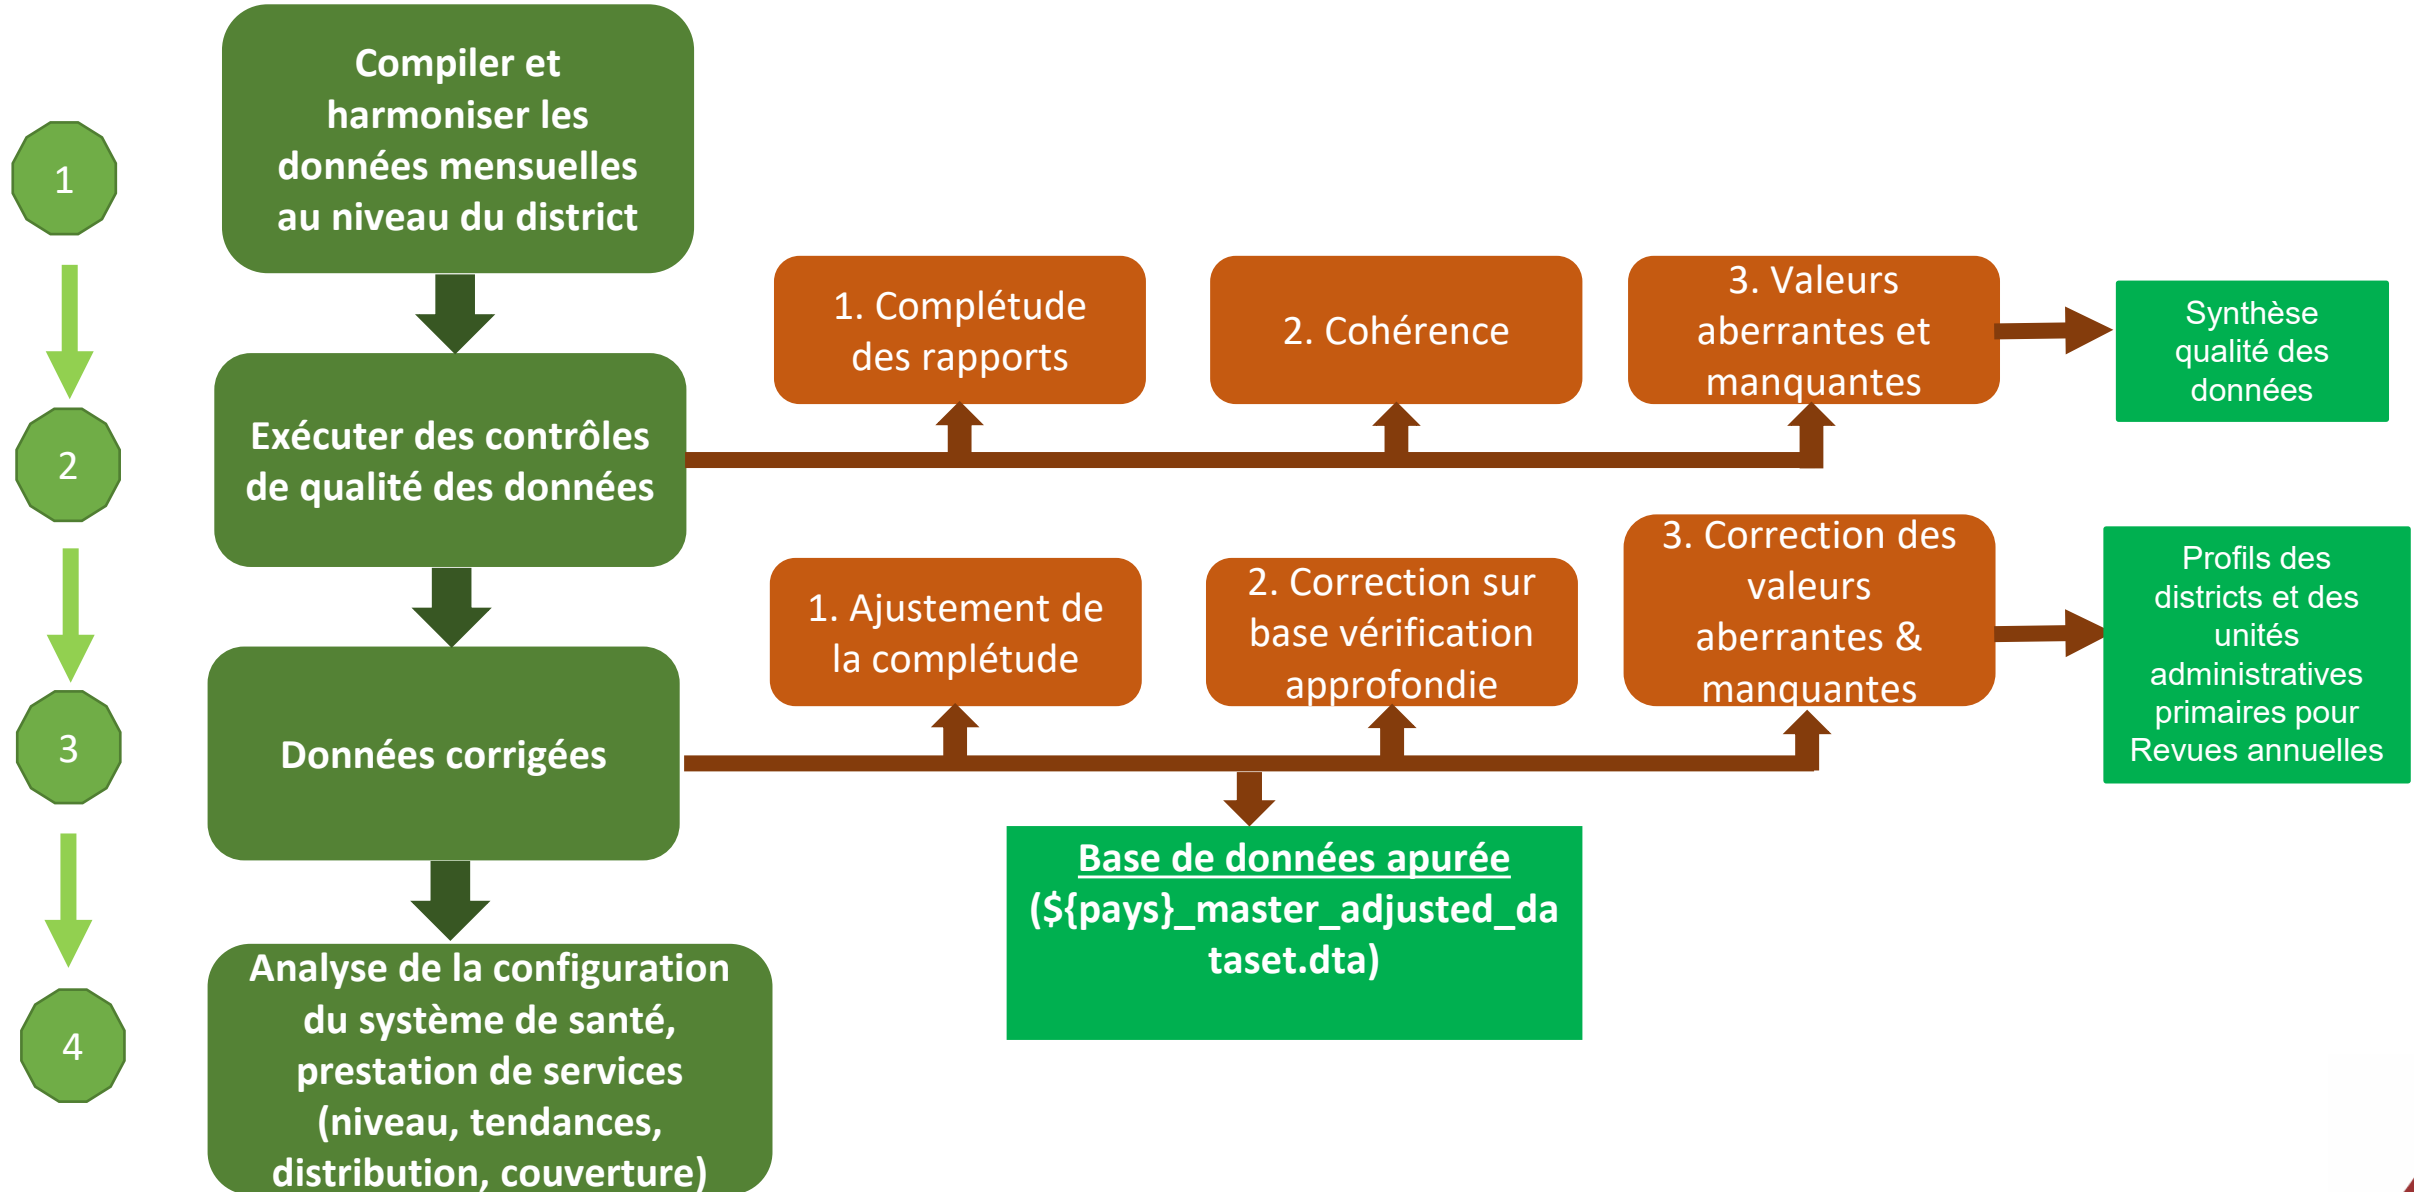 1
Compiler et
harmoniser les
données mensuelles
au niveau du district
2
Exécuter des contrôles
de qualité des données
1. Complétude
des rapports
2. Cohérence
3. Valeurs
aberrantes et
manquantes
Synthèse
qualité des
données
3
Données corrigées
1. Ajustement de
la complétude
2. Correction sur
base vérification
approfondie
3. Correction des
valeurs
aberrantes &
manquantes
Profils des
districts et des
unités
administratives
primaires pour
Revues annuelles
Base de données apurée
(${pays}_master_adjusted_da
taset.dta)
4
Analyse de la configuration
du système de santé,
prestation de services
(niveau, tendances,
distribution, couverture)